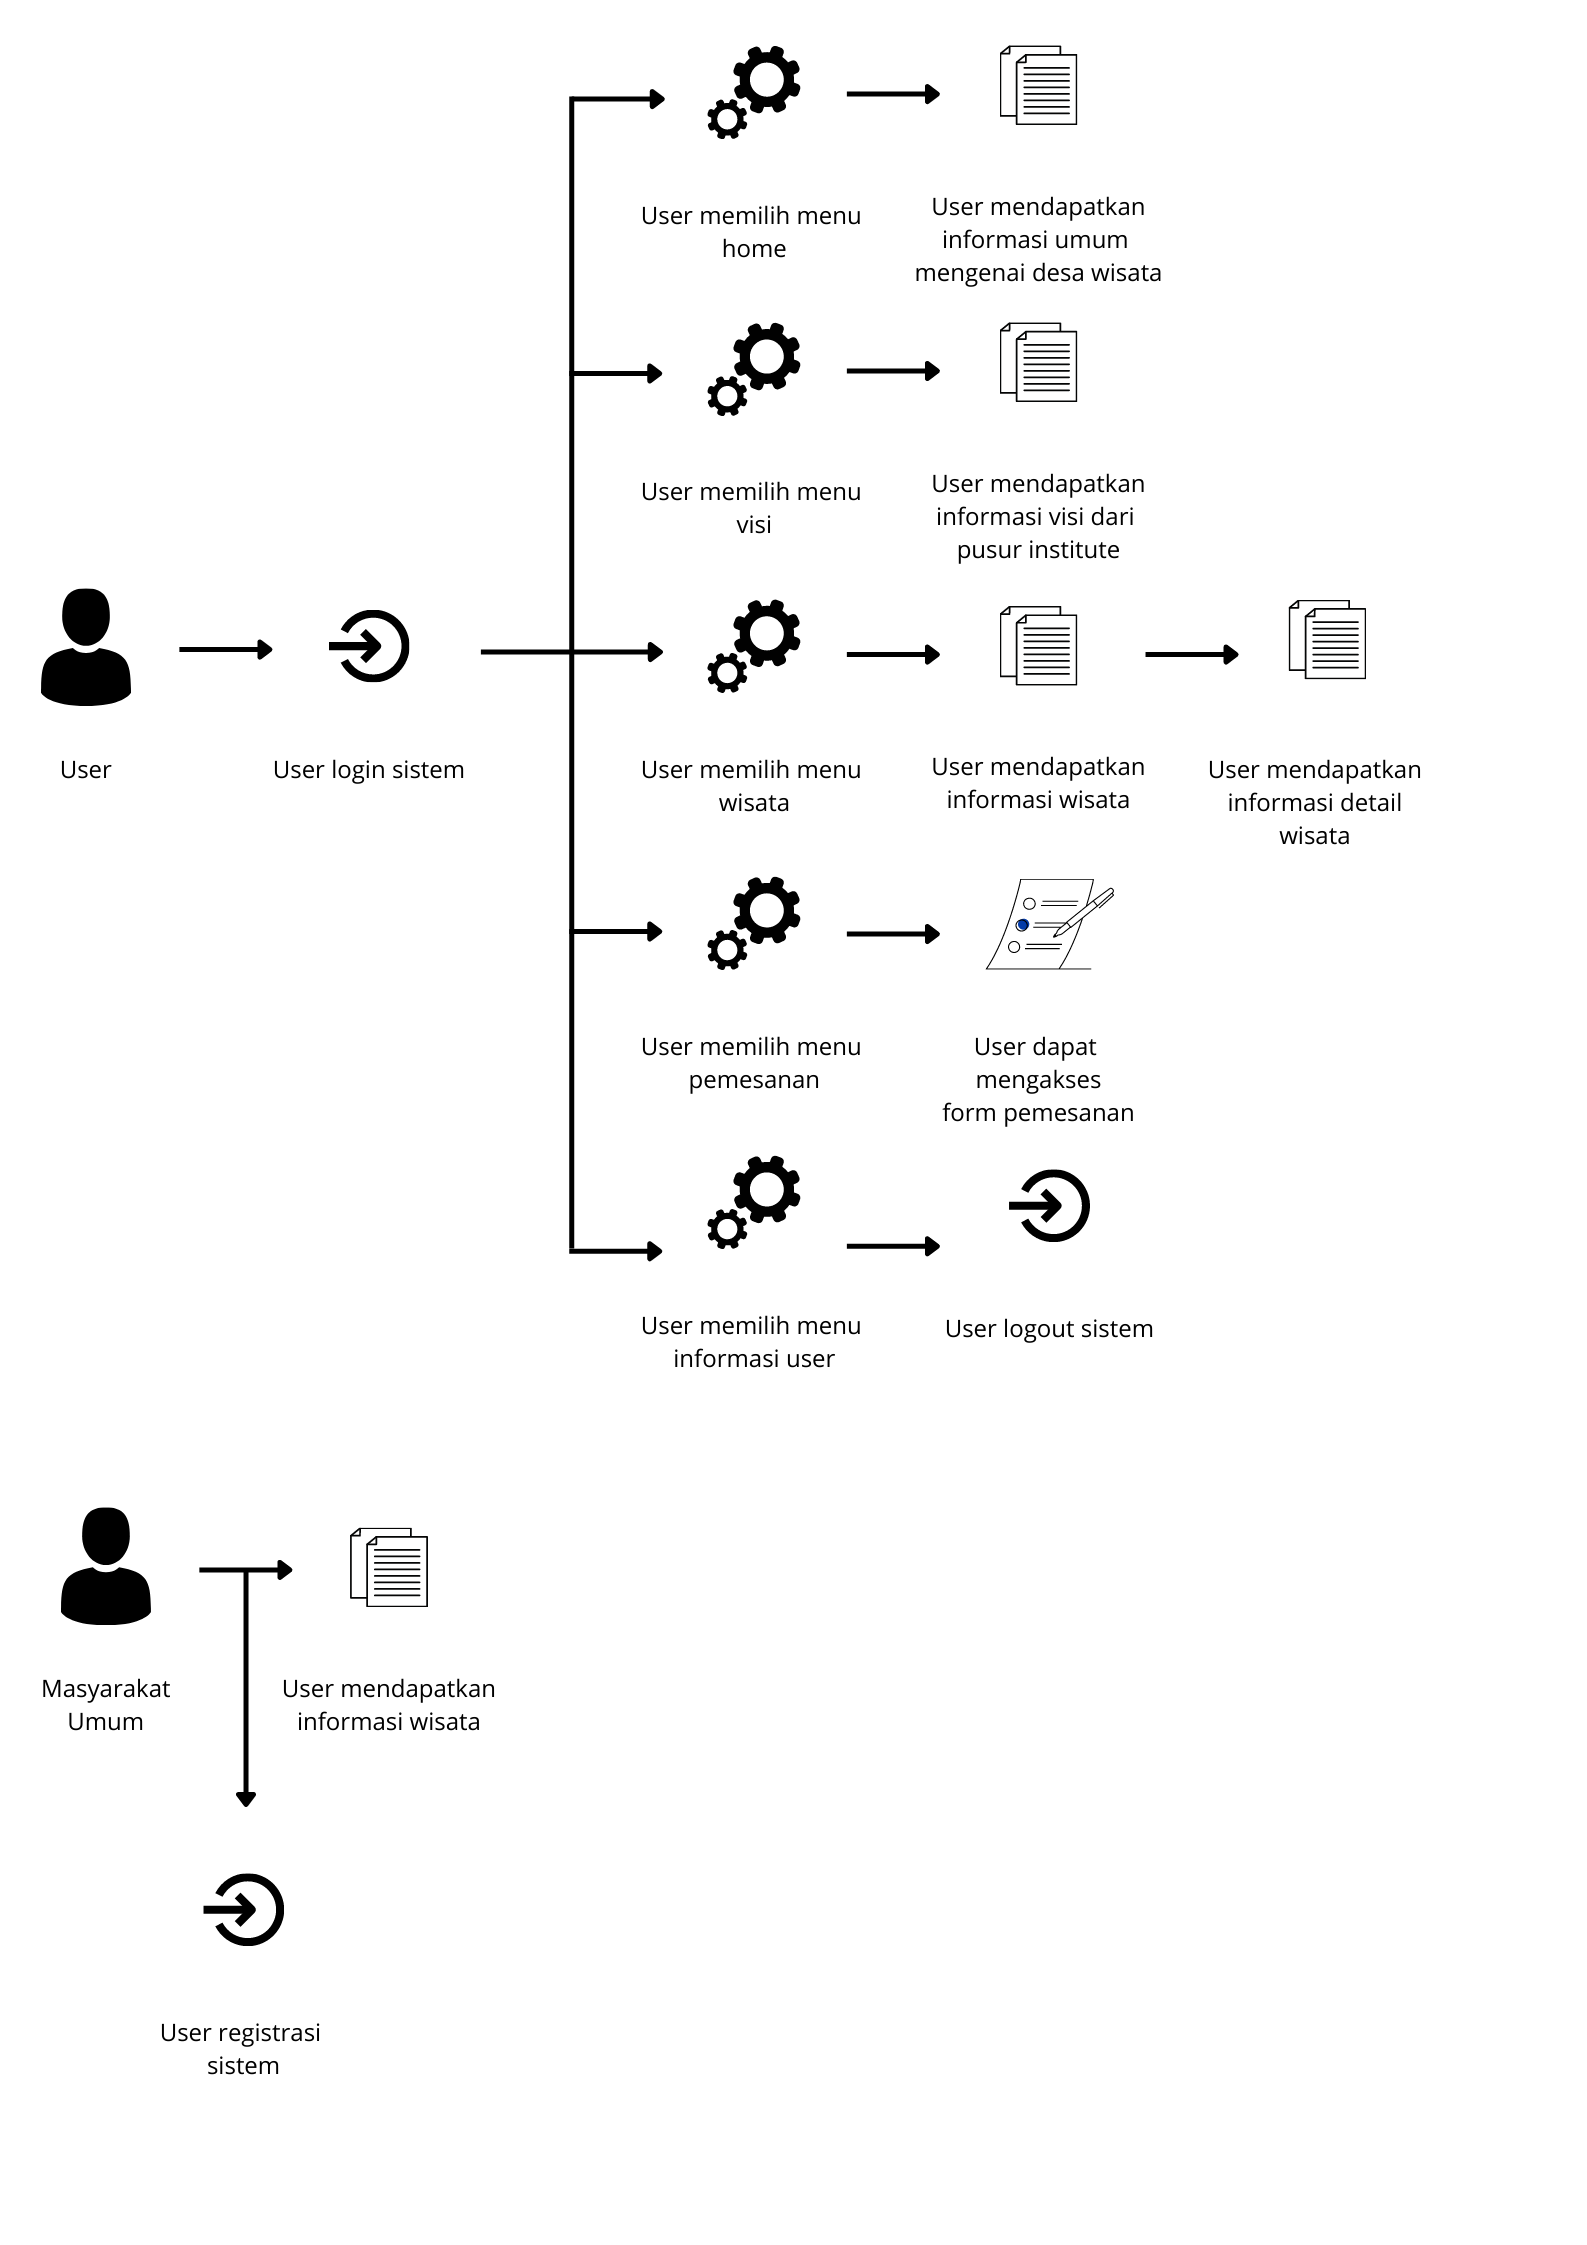 User memilih menu
home
User mendapatkan
informasi umum
mengenai desa wisata
User memilih menu
visi
User mendapatkan
informasi visi dari
pusur institute
User
User login sistem
User memilih menu
wisata
User mendapatkan
informasi wisata
User mendapatkan
informasi detail
wisata
User memilih menu
pemesanan
User dapat
mengakses
form pemesanan
User memilih menu
informasi user
User logout sistem
Masyarakat
Umum
User mendapatkan
informasi wisata
User registrasi
sistem